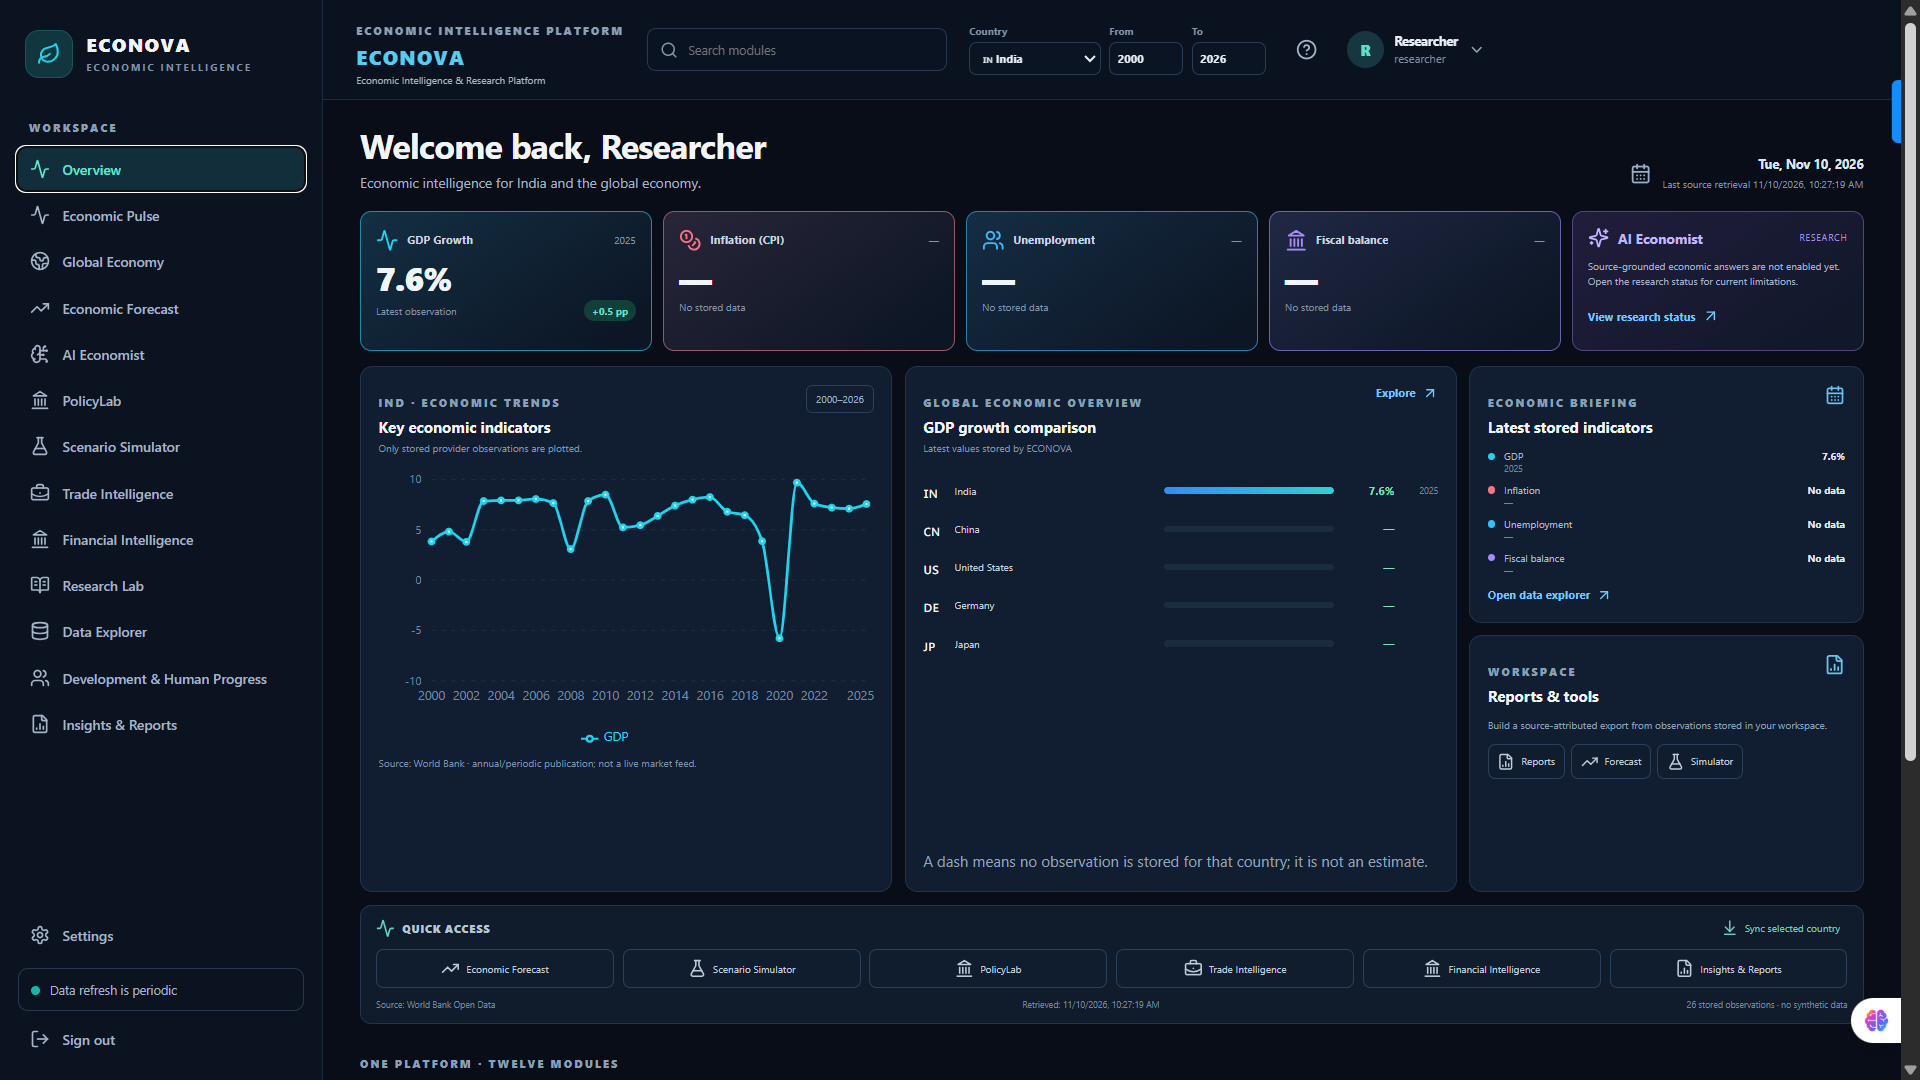 ECONOVA
ECONOMIC INTELLIGENCE
WORKSPACE
Overview
Economic Pulse
Global Economy
Economic Forecast
AI Economist
PolicyLab
Scenario Simulator
Trade Intelligence
Financial Intelligence
Research Lab
Data Explorer
Development & Human Progress
Insights & Reports
Settings
Data refresh is periodic
Sign out
ECONOMIC INTELLIGENCE PLATFORM
ECONOVA
Economic Intelligence & Research Platform
Search modules
Country
IN India
From
2000
To
2026
R
Researcher
researcher
Welcome back, Researcher
Economic intelligence for India and the global economy.
Tue, Nov 10, 2026
Last source retrieval 11/10/2026, 10:27:19 AM
GDP Growth 2025
7.6%
Latest observation +0.5 pp
Inflation (CPI) —
—
No stored data
Unemployment —
—
No stored data
Fiscal balance —
—
No stored data
AI Economist RESEARCH
Source-grounded economic answers are not enabled yet.
Open the research status for current limitations.
View research status
IND · ECONOMIC TRENDS
2000–2026
Key economic indicators
Only stored provider observations are plotted.
10
5
0
-5
-10
2000 2002 2004 2006 2008 2010 2012 2014 2016 2018 2020 2022 2025
GDP
Source: World Bank · annual/periodic publication; not a live market feed.
GLOBAL ECONOMIC OVERVIEW
Explore
GDP growth comparison
Latest values stored by ECONOVA
IN India 7.6% 2025
CN China —
US United States —
DE Germany —
JP Japan —
A dash means no observation is stored for that country; it is not an estimate.
ECONOMIC BRIEFING
Latest stored indicators
GDP 7.6%
2025
Inflation No data
—
Unemployment No data
—
Fiscal balance No data
—
Open data explorer
WORKSPACE
Reports & tools
Build a source-attributed export from observations stored in your workspace.
Reports Forecast Simulator
QUICK ACCESS
Sync selected country
Economic Forecast Scenario Simulator PolicyLab Trade Intelligence Financial Intelligence Insights & Reports
Source: World Bank Open Data Retrieved: 11/10/2026, 10:27:19 AM 26 stored observations · no synthetic data
ONE PLATFORM · TWELVE MODULES